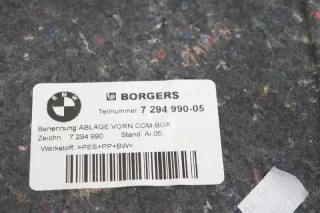 BMW
BORGERS
Teilnummer 7 294 990-05
Benennung: ABLAGE VORN COM-BOX
Zeichn. 7 294 990 Stand AI:05
Werkstoff. >PES+PP+BW<